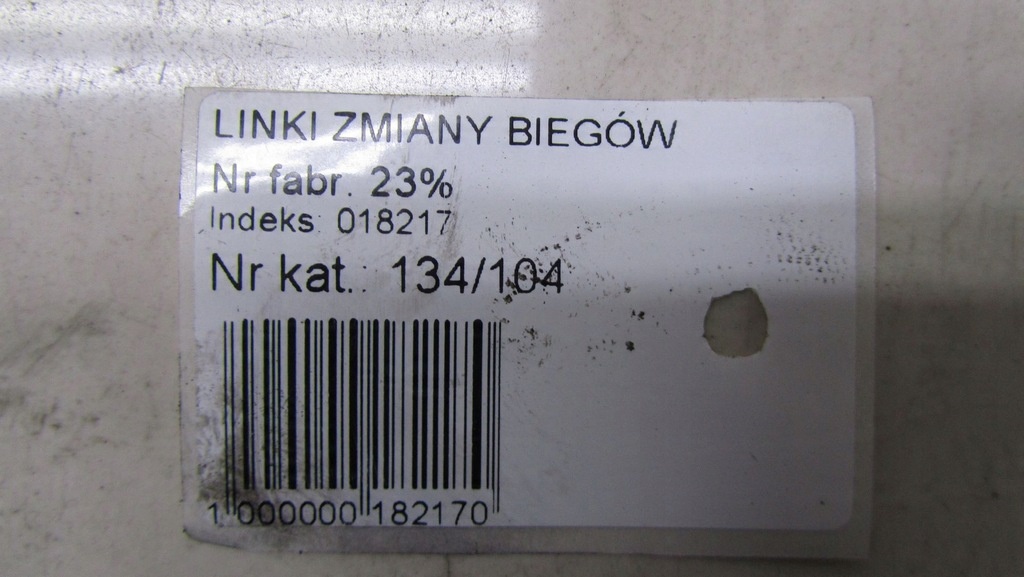 LINKI ZMIANY BIEGÓW
Nr fabr. 23%
Indeks: 018217
Nr kat.: 134/104
1 000000 182170